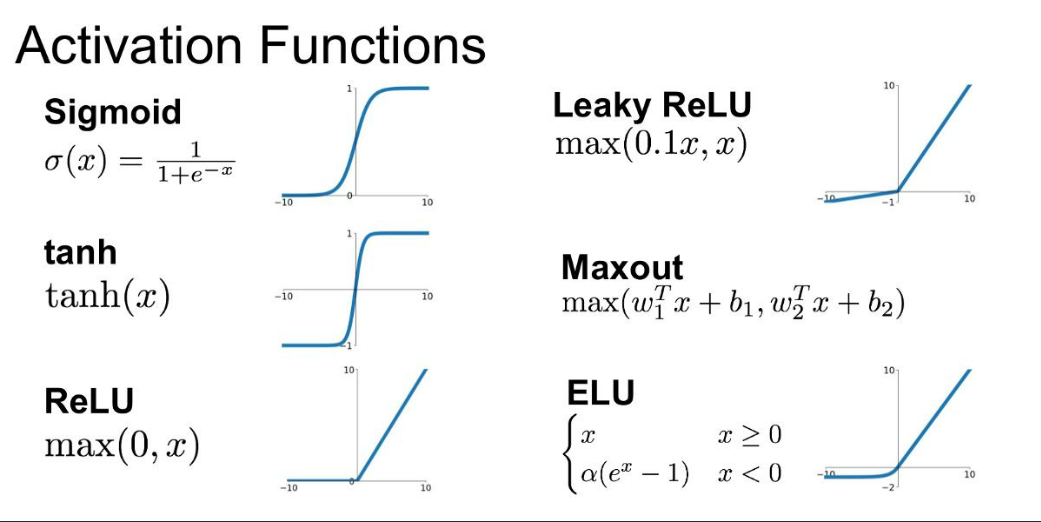 Activation Functions
Sigmoid
σ(x) = 1/(1+e^{-x})
1
-10
0
10
tanh
tanh(x)
1
-10
10
-1
ReLU
max(0, x)
10
-10
0
10
Leaky ReLU
max(0.1x, x)
10
-10
-1
10
Maxout
max(w_1^T x + b_1, w_2^T x + b_2)
ELU
{ x x ≥ 0
α(e^x − 1) x < 0
10
-10
-2
10